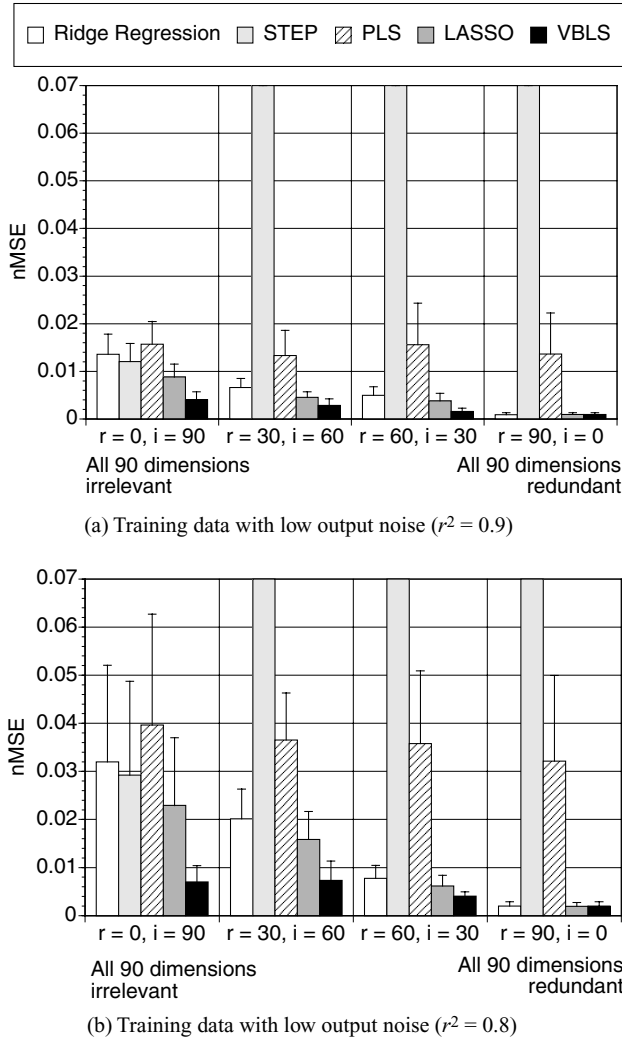 Ridge Regression STEP PLS LASSO VBLS
0.07
0.06
0.05
0.04
0.03
0.02
0.01
0
nMSE
r = 0, i = 90 r = 30, i = 60 r = 60, i = 30 r = 90, i = 0
All 90 dimensions irrelevant
All 90 dimensions redundant
(a) Training data with low output noise (r² = 0.9)
0.07
0.06
0.05
0.04
0.03
0.02
0.01
0
nMSE
r = 0, i = 90 r = 30, i = 60 r = 60, i = 30 r = 90, i = 0
All 90 dimensions irrelevant
All 90 dimensions redundant
(b) Training data with low output noise (r² = 0.8)